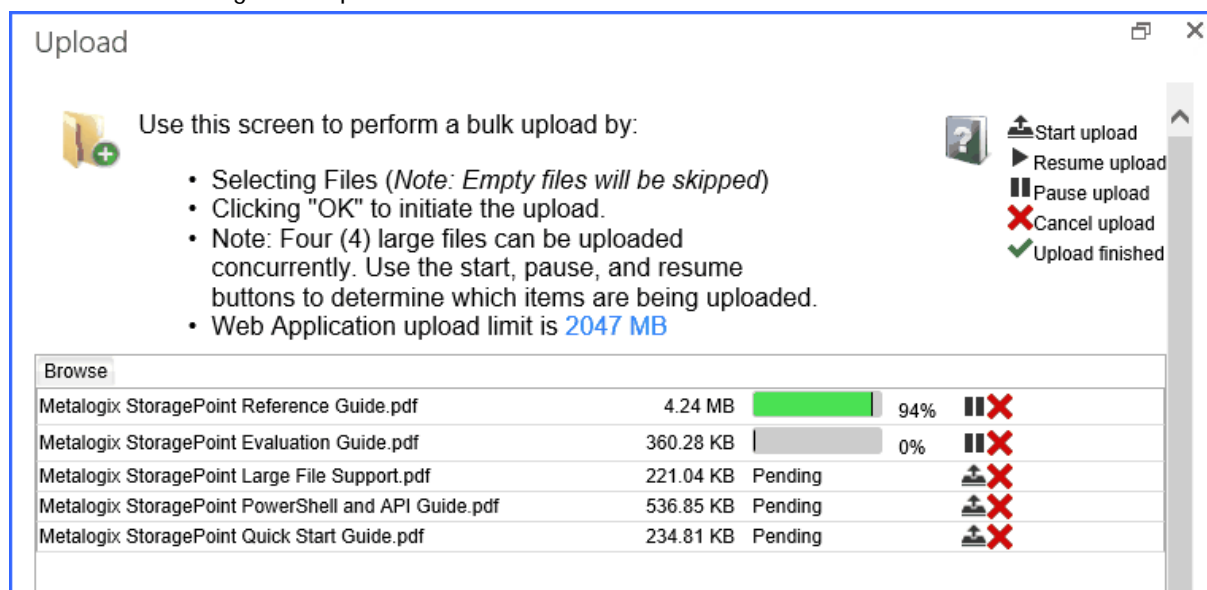 Upload
Use this screen to perform a bulk upload by:
• Selecting Files (Note: Empty files will be skipped)
• Clicking "OK" to initiate the upload.
• Note: Four (4) large files can be uploaded
concurrently. Use the start, pause, and resume
buttons to determine which items are being uploaded.
• Web Application upload limit is 2047 MB
Start upload
Resume upload
Pause upload
Cancel upload
Upload finished
Browse
Metalogix StoragePoint Reference Guide.pdf 4.24 MB 94%
Metalogix StoragePoint Evaluation Guide.pdf 360.28 KB 0%
Metalogix StoragePoint Large File Support.pdf 221.04 KB Pending
Metalogix StoragePoint PowerShell and API Guide.pdf 536.85 KB Pending
Metalogix StoragePoint Quick Start Guide.pdf 234.81 KB Pending